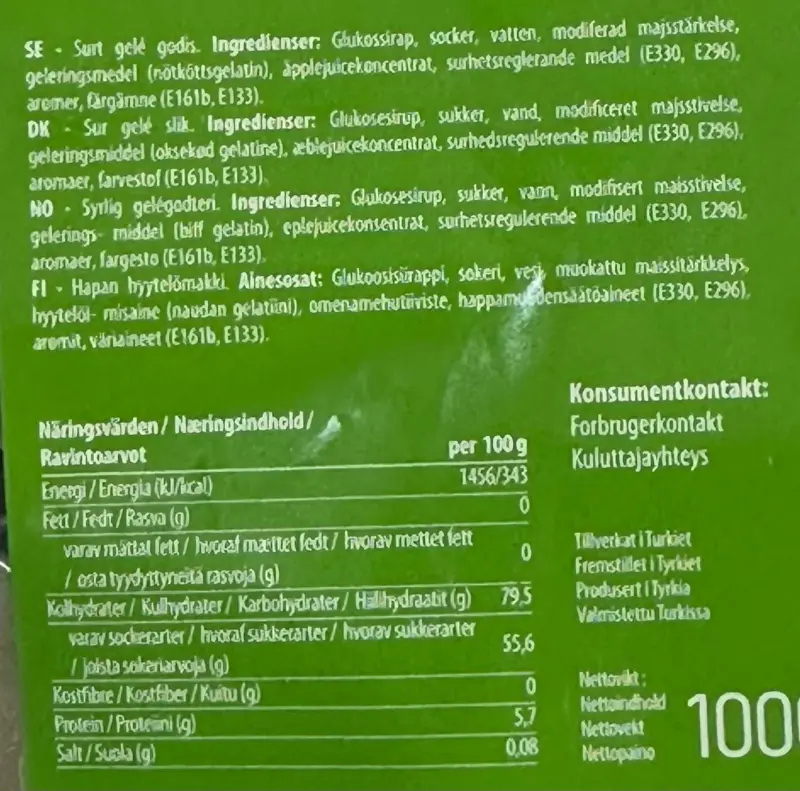 SE - Surt gelé godis. Ingredienser: Glukossirap, socker, vatten, modiferad majsstärkelse,
geleringsmedel (nötköttsgelatin), äpplejuicekoncentrat, surhetsreglerande medel (E330, E296),
aromer, färgämne (E161b, E133).
DK - Sur gelé slik. Ingredienser: Glukosesirup, sukker, vand, modificeret majsstivelse,
geleringsmiddel (oksekød gelatine), æblejuicekoncentrat, surhedsregulerende middel (E330, E296),
aromaer, farvestof (E161b, E133).
NO - Syrlig gelégodteri. Ingredienser: Glukosesirup, sukker, vann, modifisert maisstivelse,
gelerings- middel (biff gelatin), eplejuicekonsentrat, surhetsregulerende middel (E330, E296),
aromaer, fargesto (E161b, E133).
FI - Hapan hyytelömakki. Ainesosat: Glukoosisiirappi, sokeri, vesi, muokattu maissitärkkelys,
hyytelöi- misaine (naudan gelatiini), omenamehutiiviste, happamuudensäätöaineet (E330, E296),
aromit, väriaineet (E161b, E133).
Näringsvärden / Næringsindhold /
Ravintoarvot
per 100 g
Energi / Energia (kJ/kcal) 1456/343
Fett / Fedt / Rasva (g) 0
varav mättat fett / hvoraf mættet fedt / hvorav mettet fett
/ osta tyydyttyneitä rasvoja (g) 0
Kolhydrater / Kulhydrater / Karbohydrater / Hiilihydraatit (g) 79,5
varav sockerarter / hvoraf sukkerarter / hvorav sukkerarter
/ joista sokeriarvoja (g) 55,6
Kostfibre / Kostfiber / Kuitu (g) 0
Protein / Proteiini (g) 5,7
Salt / Suola (g) 0,08
Konsumentkontakt:
Forbrugerkontakt
Kuluttajayhteys
Tillverkat i Turkiet
Fremstillet i Tyrkiet
Produsert i Tyrkia
Valmistettu Turkissa
Nettovikt:
Nettoindhold
Nettovekt
Nettopaino
100